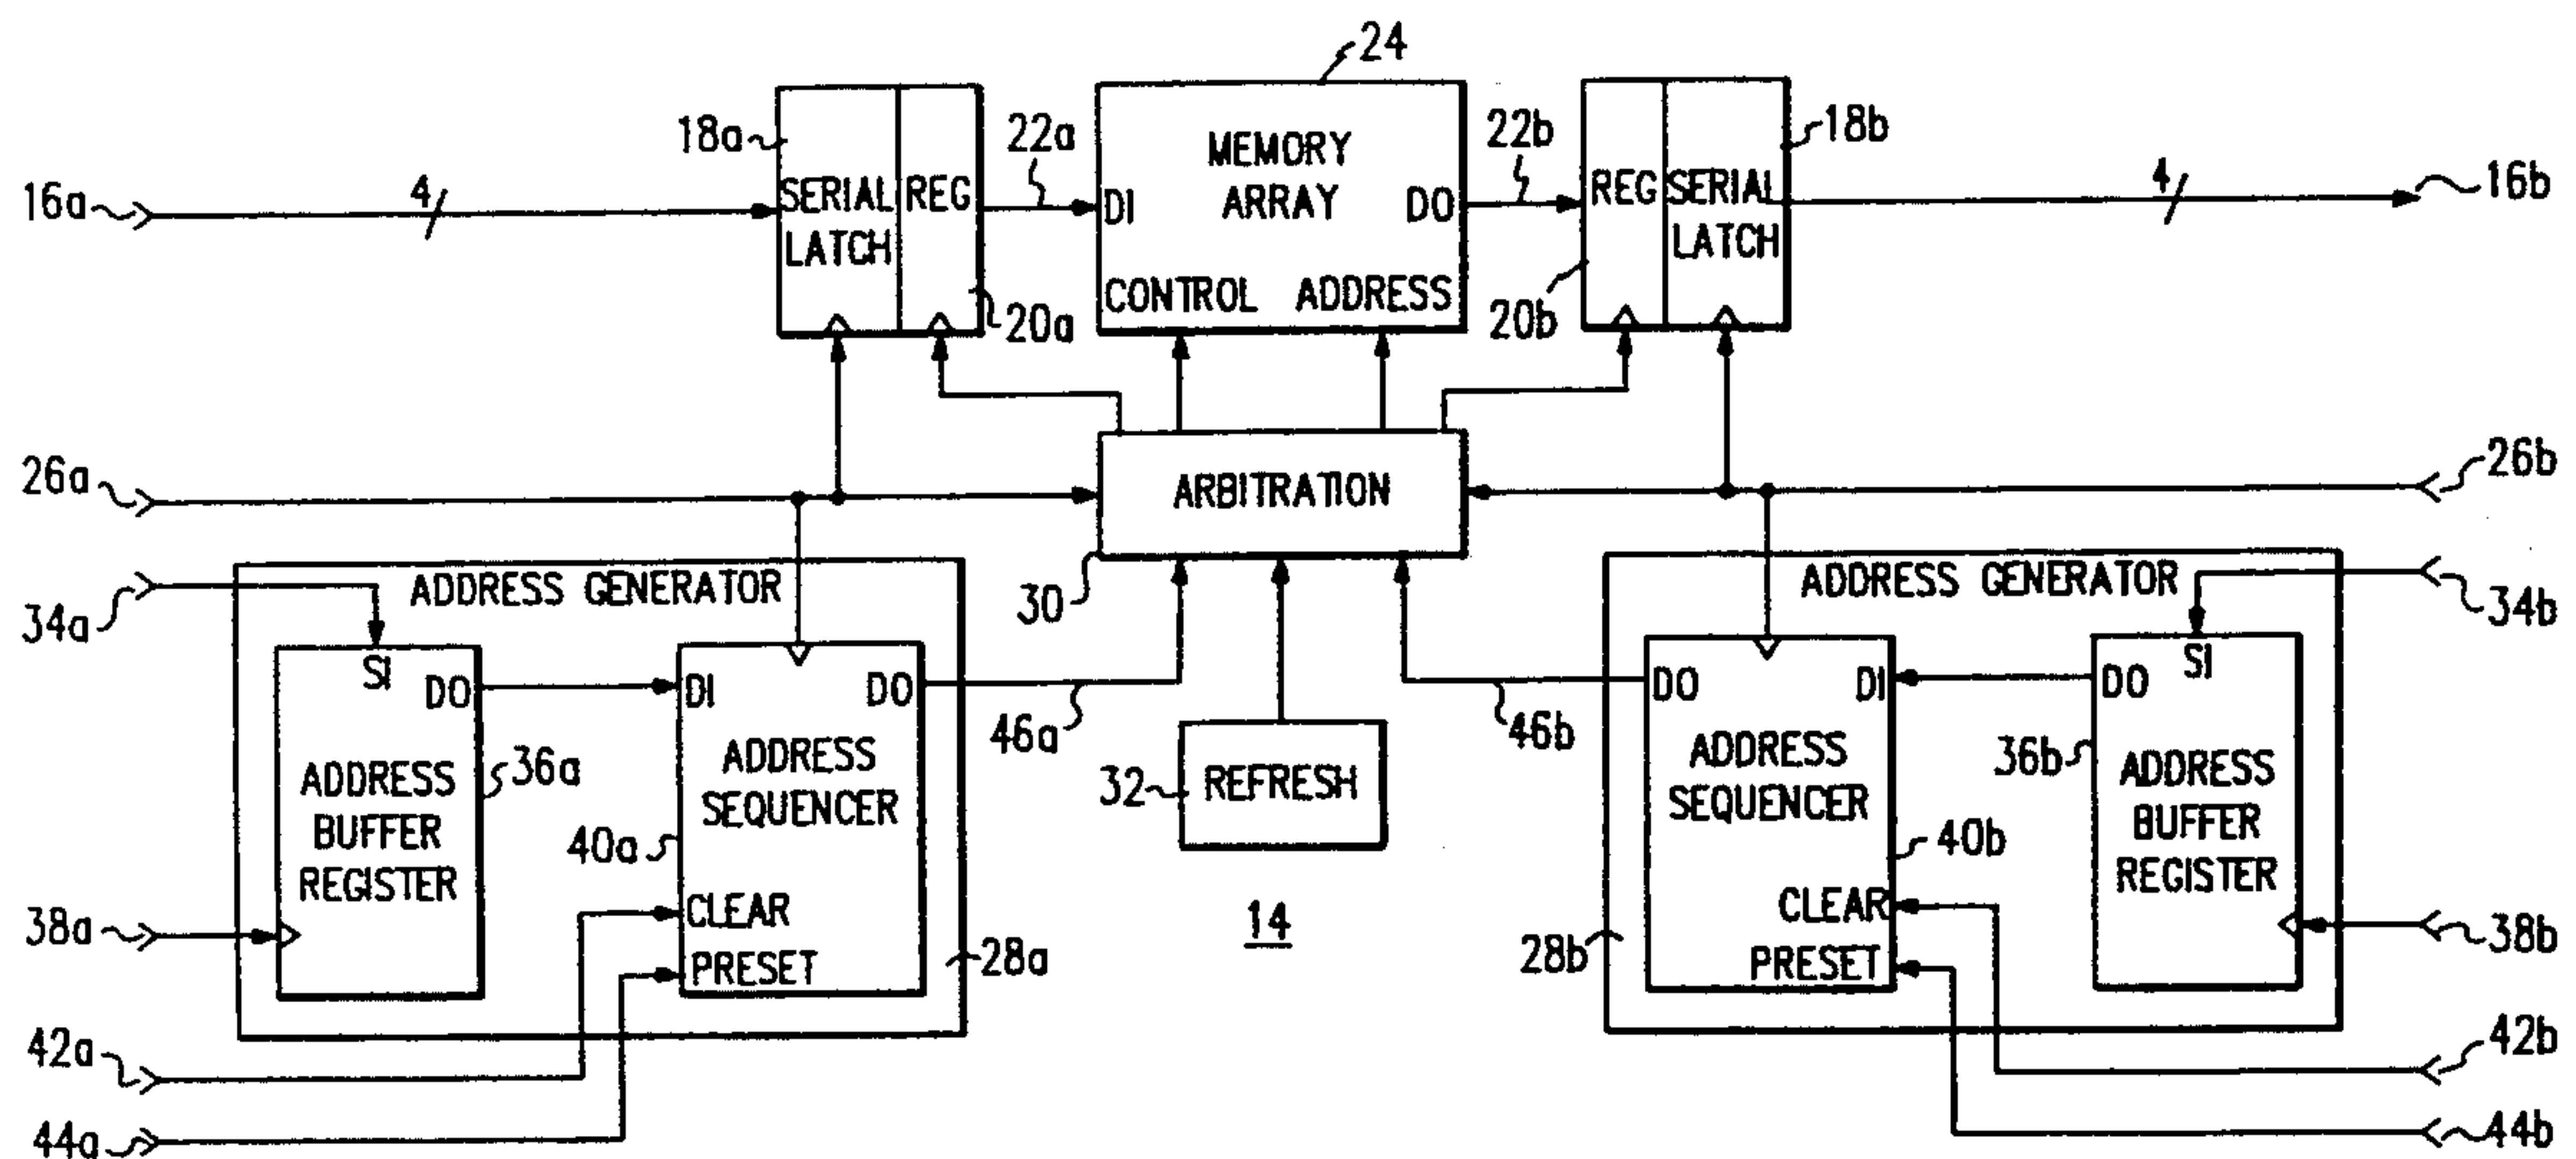 24
18a
22a
MEMORY
ARRAY
22b
18b
16a
4
SERIAL
LATCH
REG
DI
DO
REG
SERIAL
LATCH
4
16b
CONTROL
ADDRESS
20a
20b
26a
ARBITRATION
26b
34a
ADDRESS GENERATOR
30
ADDRESS GENERATOR
34b
SI
DO
DI
DO
46a
46b
DO
DI
SI
DO
ADDRESS
BUFFER
REGISTER
36a
ADDRESS
SEQUENCER
40a
32
REFRESH
ADDRESS
SEQUENCER
36b
40b
ADDRESS
BUFFER
REGISTER
38a
CLEAR
PRESET
28a
14
28b
CLEAR
PRESET
38b
42a
42b
44a
44b